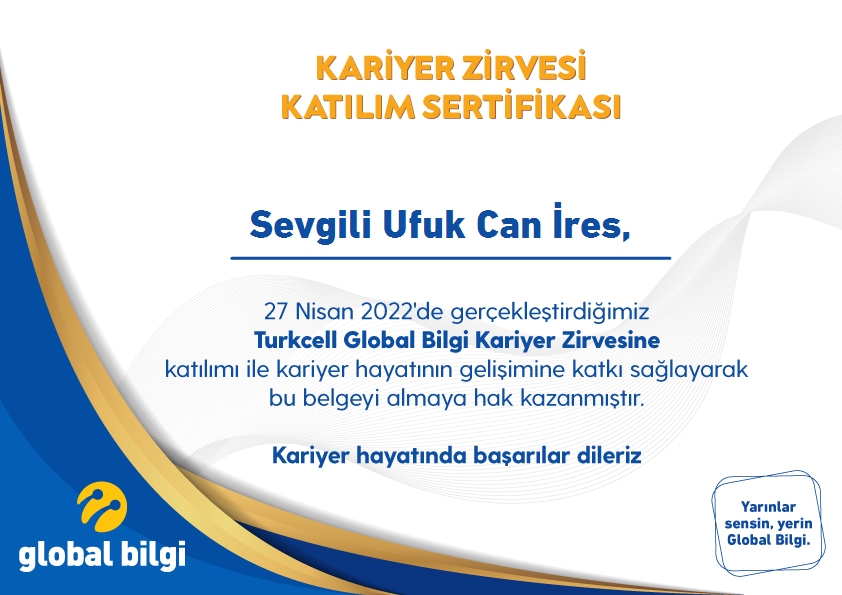 KARİYER ZİRVESİ
KATILIM SERTİFİKASI
Sevgili Ufuk Can İres,
27 Nisan 2022'de gerçekleştirdiğimiz
Turkcell Global Bilgi Kariyer Zirvesine
katılımı ile kariyer hayatının gelişimine katkı sağlayarak
bu belgeyi almaya hak kazanmıştır.
Kariyer hayatında başarılar dileriz
global bilgi
Yarınlar
sensin, yerin
Global Bilgi.